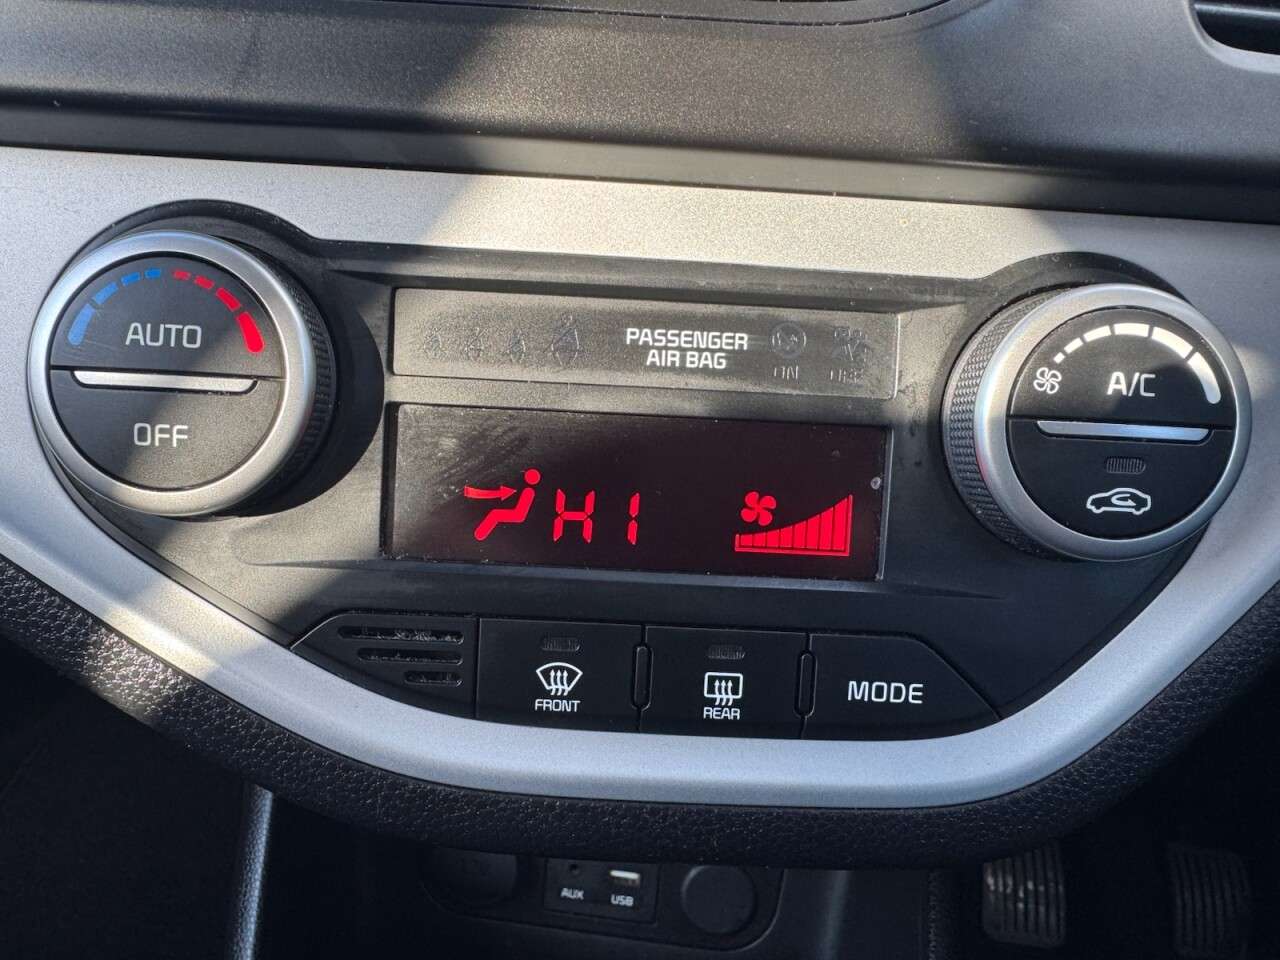 AUTO
OFF
PASSENGER
AIR BAG
ON
OFF
A/C
HI
FRONT
REAR
MODE
AUX
USB